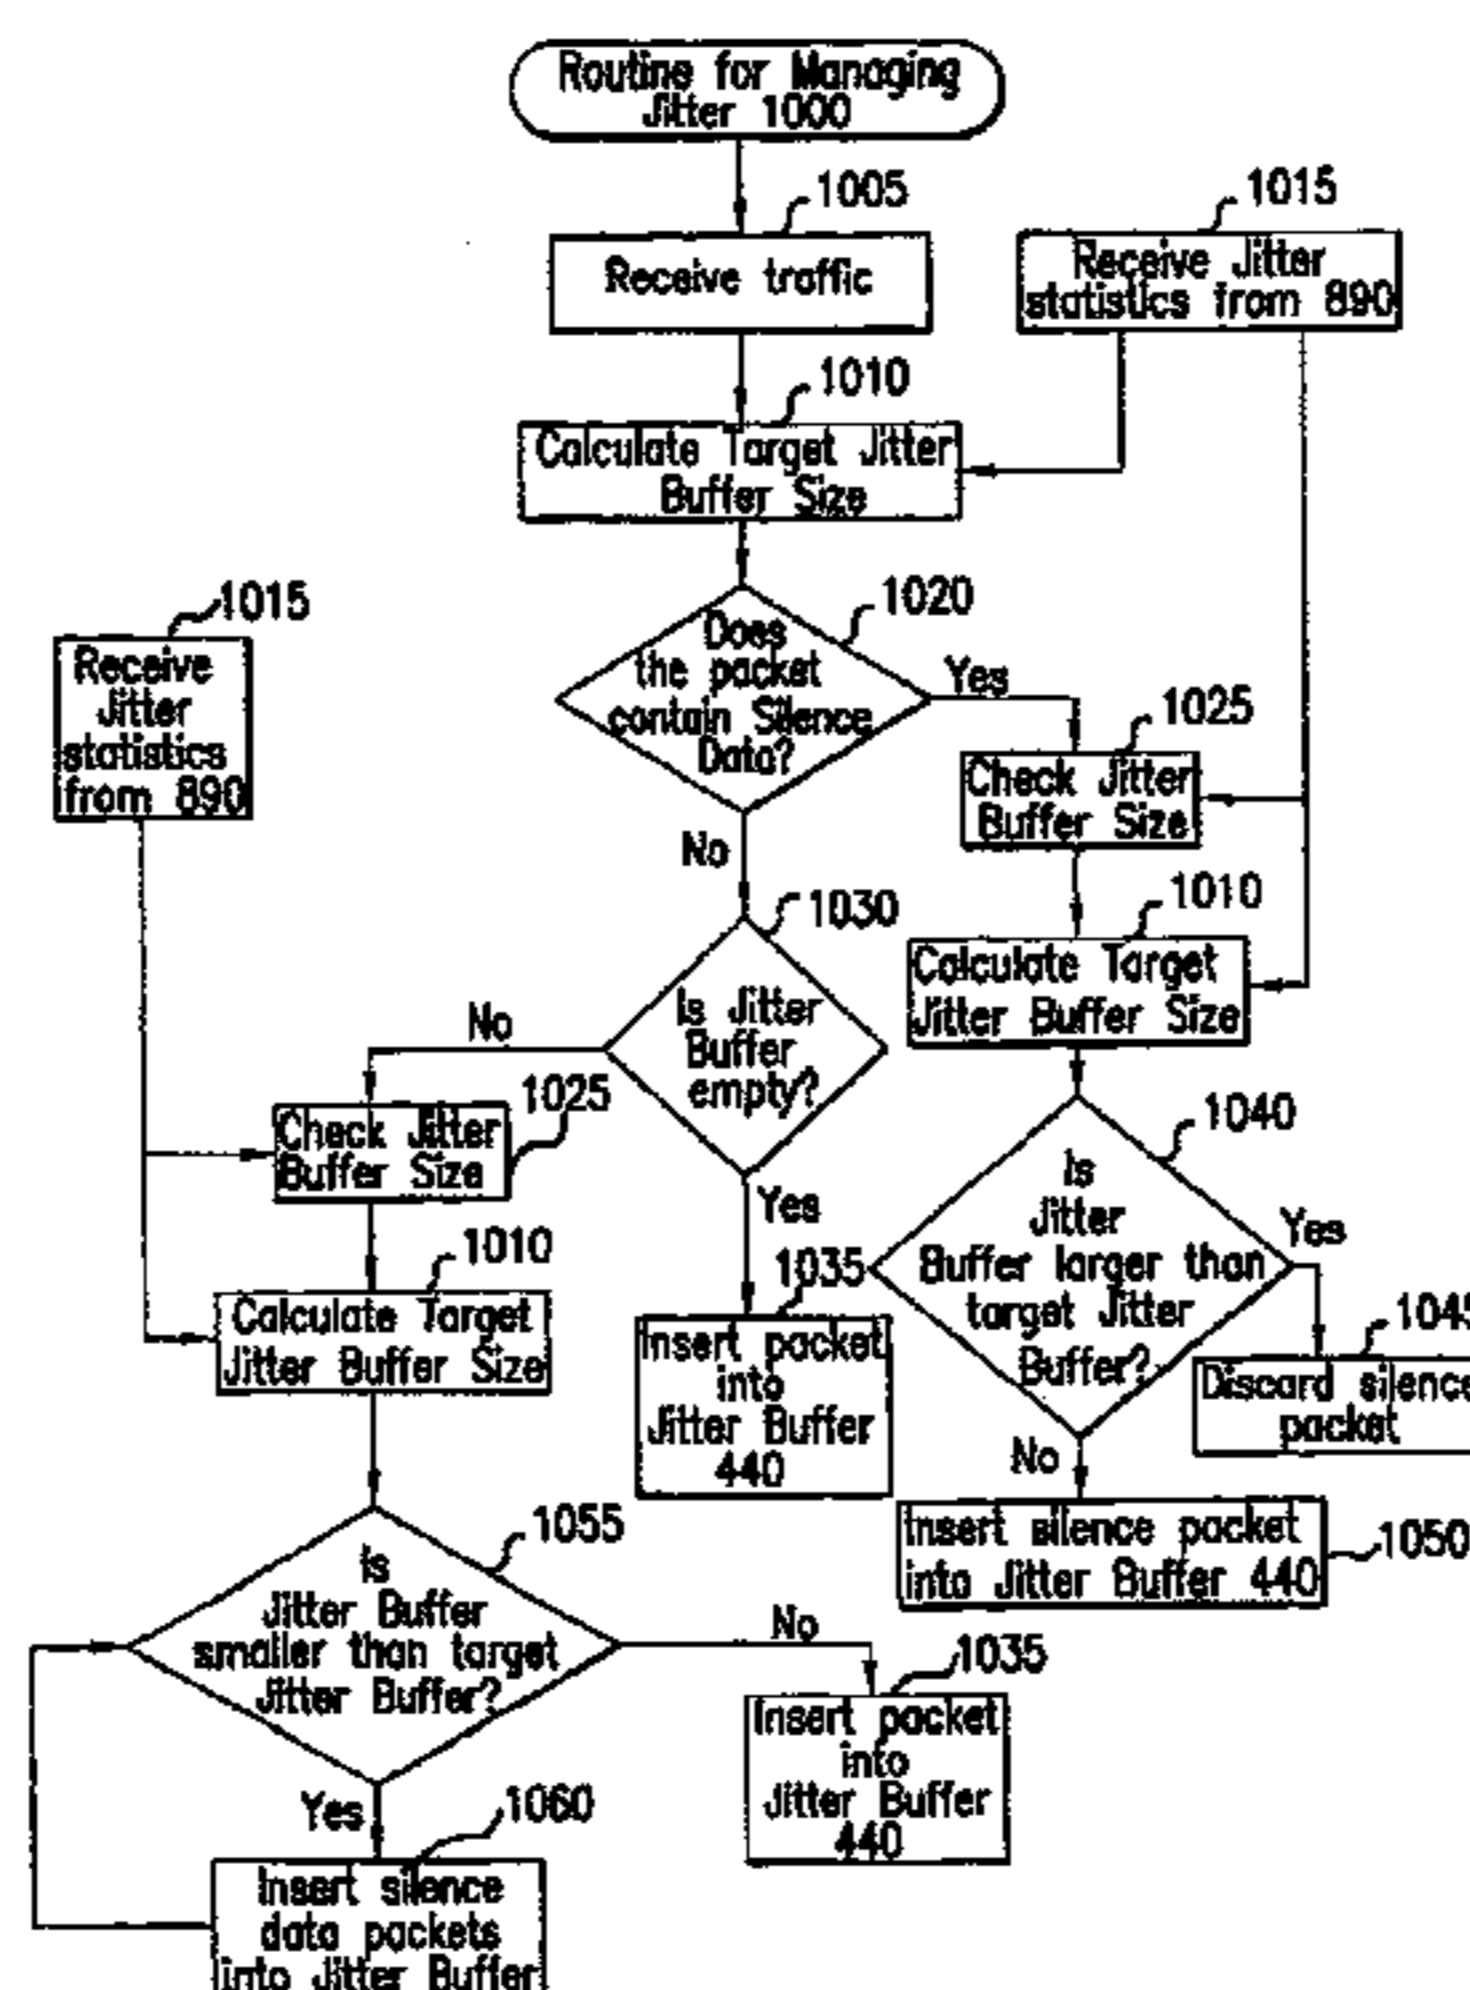 Routine for Managing
Jitter 1000
1005
Receive traffic
1015
Receive Jitter
statistics from 890
1010
Calculate Target Jitter
Buffer Size
1020
Does
the packet
contain Silence
Data?
Yes
No
1015
Receive
Jitter
statistics
from 890
1025
Check Jitter
Buffer Size
1010
Calculate Target
Jitter Buffer Size
1030
Is Jitter
Buffer
empty?
No
Yes
1025
Check Jitter
Buffer Size
1010
Calculate Target
Jitter Buffer Size
1035
Insert packet
into
Jitter Buffer
440
1040
Is
Jitter
Buffer larger than
target Jitter
Buffer?
Yes
No
Discard silence
packet
1050
Insert silence packet
into Jitter Buffer 440
1055
Is
Jitter Buffer
smaller than target
Jitter Buffer?
No
Yes
1035
Insert packet
into
Jitter Buffer
440
1060
Insert silence
data packets
into Jitter Buffer